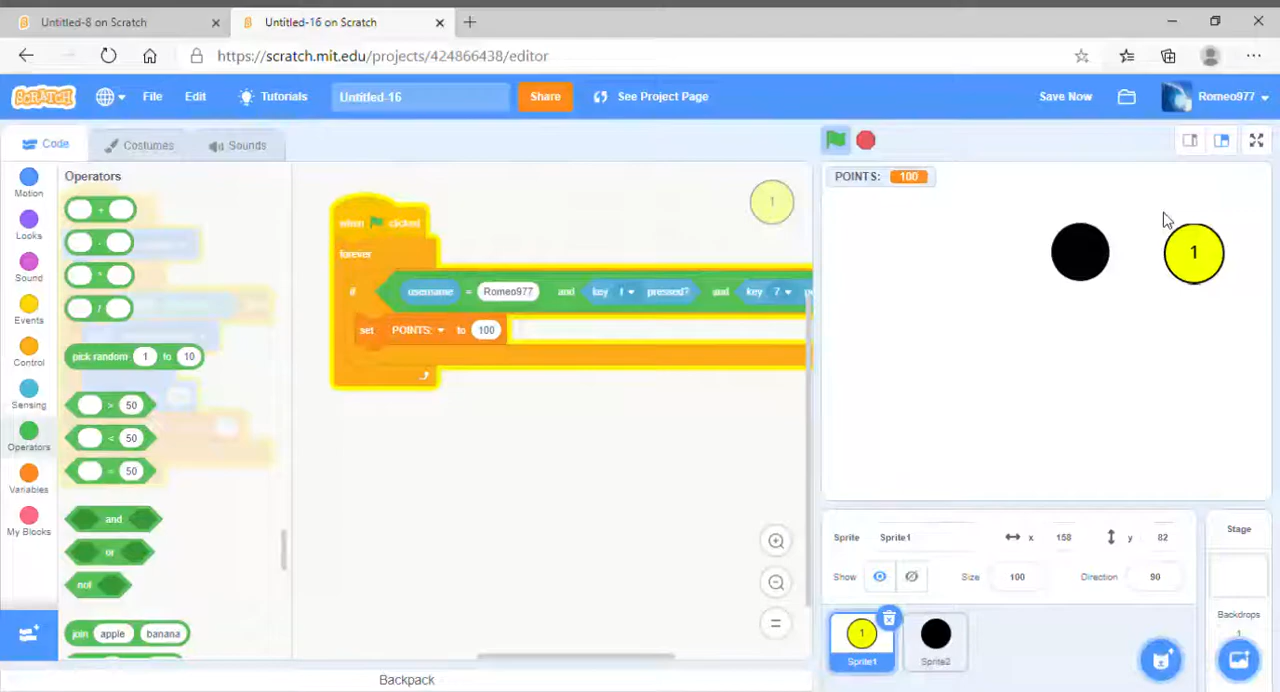 Untitled-8 on Scratch
Untitled-16 on Scratch
https://scratch.mit.edu/projects/424866438/editor
SCRATCH
File
Edit
Tutorials
Untitled-16
Share
See Project Page
Save Now
Romeo977
Code
Costumes
Sounds
Motion
Looks
Sound
Events
Control
Sensing
Operators
Variables
My Blocks
Operators
+
-
*
/
pick random 1 to 10
> 50
< 50
= 50
and
or
not
join apple banana
when clicked
forever
if username = Romeo977 and key pressed? and key 7
set POINTS: to 100
1
POINTS: 100
1
Sprite Sprite1 x 158 y 82
Show Size 100 Direction 90
1
Sprite1
Sprite2
Stage
Backdrops
1
Backpack